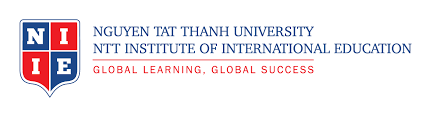 N I
I E
NGUYEN TAT THANH UNIVERSITY
NTT INSTITUTE OF INTERNATIONAL EDUCATION
GLOBAL LEARNING, GLOBAL SUCCESS